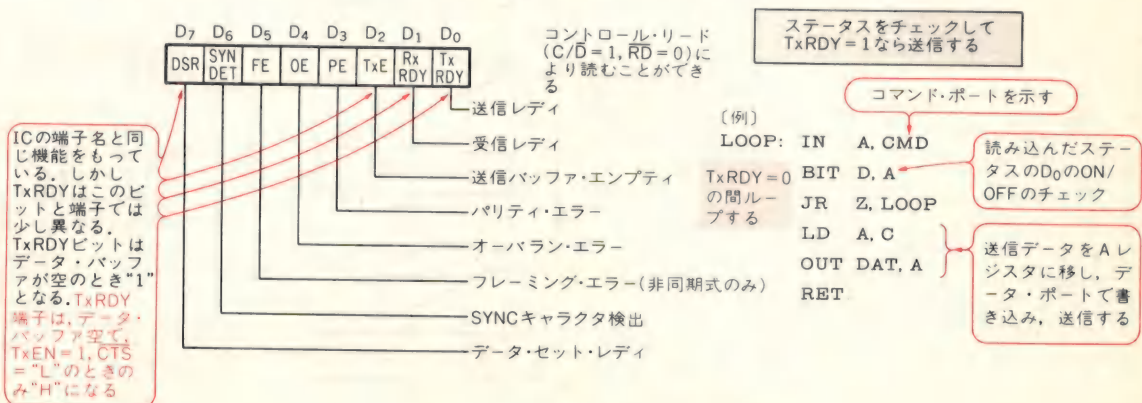 D7 D6 D5 D4 D3 D2 D1 D0
DSR
SYN
DET
FE
OE
PE
TxE
Rx
RDY
Tx
RDY
コントロール・リード
(C/D̅=1, R̅D̅=0)に
より読むことができ
る
送信レディ
受信レディ
送信バッファ・エンプティ
パリティ・エラー
オーバラン・エラー
フレーミング・エラー(非同期式のみ)
SYNCキャラクタ検出
データ・セット・レディ
ICの端子名と同
じ機能をもって
いる．しかし
TxRDYはこのビ
ットと端子では
少し異なる．
TxRDYビットは
データ・バッフ
ァが空のとき"1"
となる．TxRDY
端子は，データ・
バッファ空で，
TxEN=1, C̅T̅S̅
="L"のときの
み"H"になる
ステータスをチェックして
TxRDY=1なら送信する
コマンド・ポートを示す
〔例〕
LOOP: IN A, CMD
BIT D, A
JR Z, LOOP
LD A, C
OUT DAT, A
RET
TxRDY=0
の間ルー
プする
読み込んだステー
タスのD0のON/
OFFのチェック
送信データをAレ
ジスタに移し，デ
ータ・ポートで書
き込み，送信する